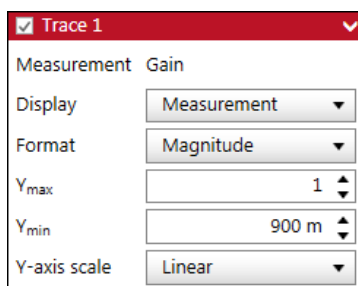 Trace 1
Measurement Gain
Display Measurement
Format Magnitude
Ymax 1
Ymin 900 m
Y-axis scale Linear